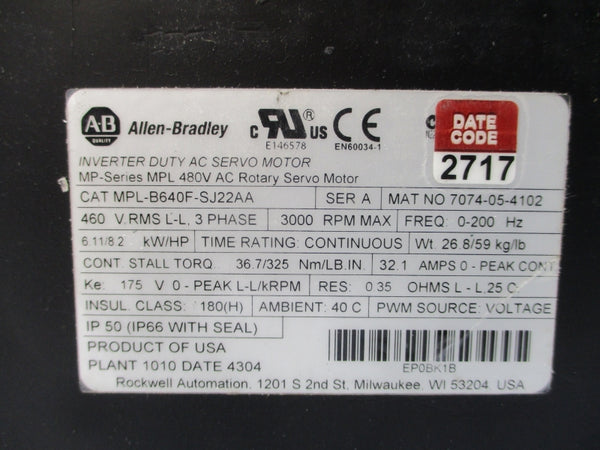 A-B QUALITY Allen-Bradley c RU US ® CE
E146578 EN60034-1
DATE CODE
2717
INVERTER DUTY AC SERVO MOTOR
MP-Series MPL 480V AC Rotary Servo Motor
CAT MPL-B640F-SJ22AA SER A MAT NO 7074-05-4102
460 V.RMS L-L, 3 PHASE 3000 RPM MAX FREQ: 0-200 Hz
6.11/8.2 kW/HP TIME RATING: CONTINUOUS Wt. 26.8/59 kg/lb
CONT. STALL TORQ. 36.7/325 Nm/LB.IN. 32.1 AMPS 0 - PEAK CONT
Ke: 175 V 0 - PEAK L-L/kRPM RES: 0.35 OHMS L - L 25 C
INSUL. CLASS: 180(H) AMBIENT: 40 C PWM SOURCE: VOLTAGE
IP 50 (IP66 WITH SEAL)
PRODUCT OF USA
PLANT 1010 DATE 4304 EP0BK1B
Rockwell Automation, 1201 S 2nd St, Milwaukee, WI 53204, USA